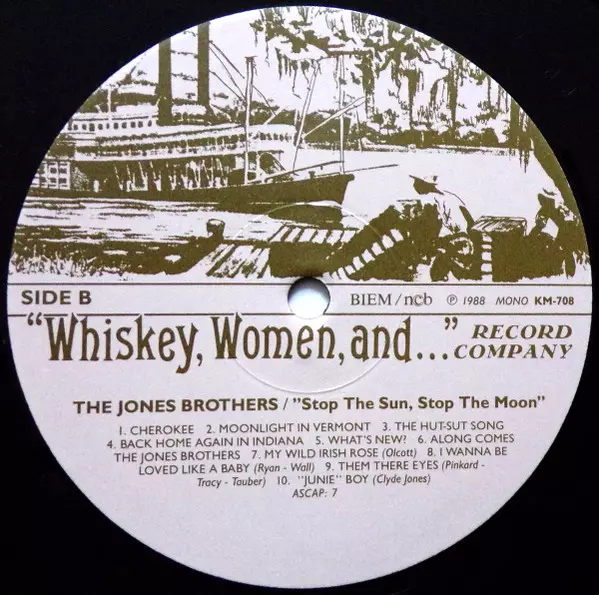 SIDE B
BIEM/ncb ℗ 1988 MONO KM-708
"Whiskey, Women, and..." RECORD COMPANY
THE JONES BROTHERS / "Stop The Sun, Stop The Moon"
1. CHEROKEE 2. MOONLIGHT IN VERMONT 3. THE HUT-SUT SONG
4. BACK HOME AGAIN IN INDIANA 5. WHAT'S NEW? 6. ALONG COMES
THE JONES BROTHERS 7. MY WILD IRISH ROSE (Olcott) 8. I WANNA BE
LOVED LIKE A BABY (Ryan - Wall) 9. THEM THERE EYES (Pinkard -
Tracy - Tauber) 10. "JUNIE" BOY (Clyde Jones)
ASCAP: 7